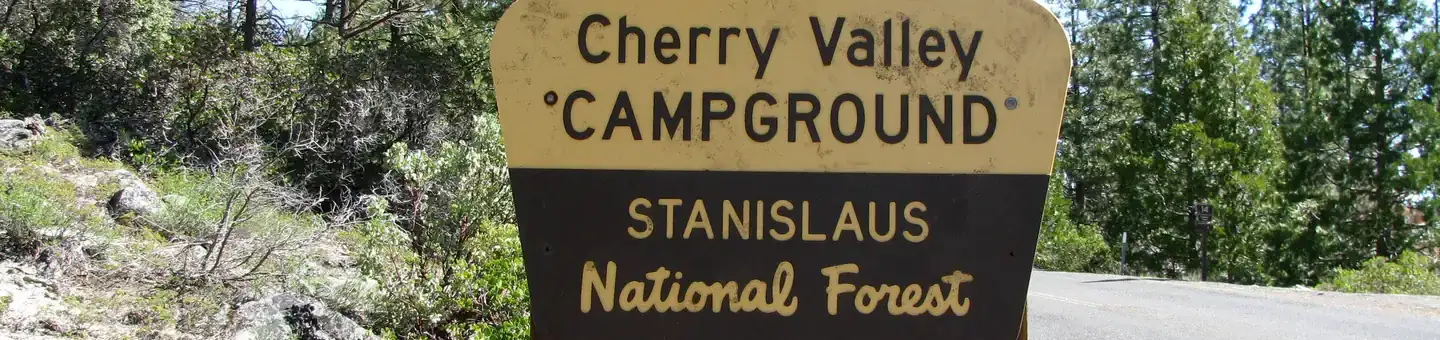 Cherry Valley
CAMPGROUND
STANISLAUS
National Forest